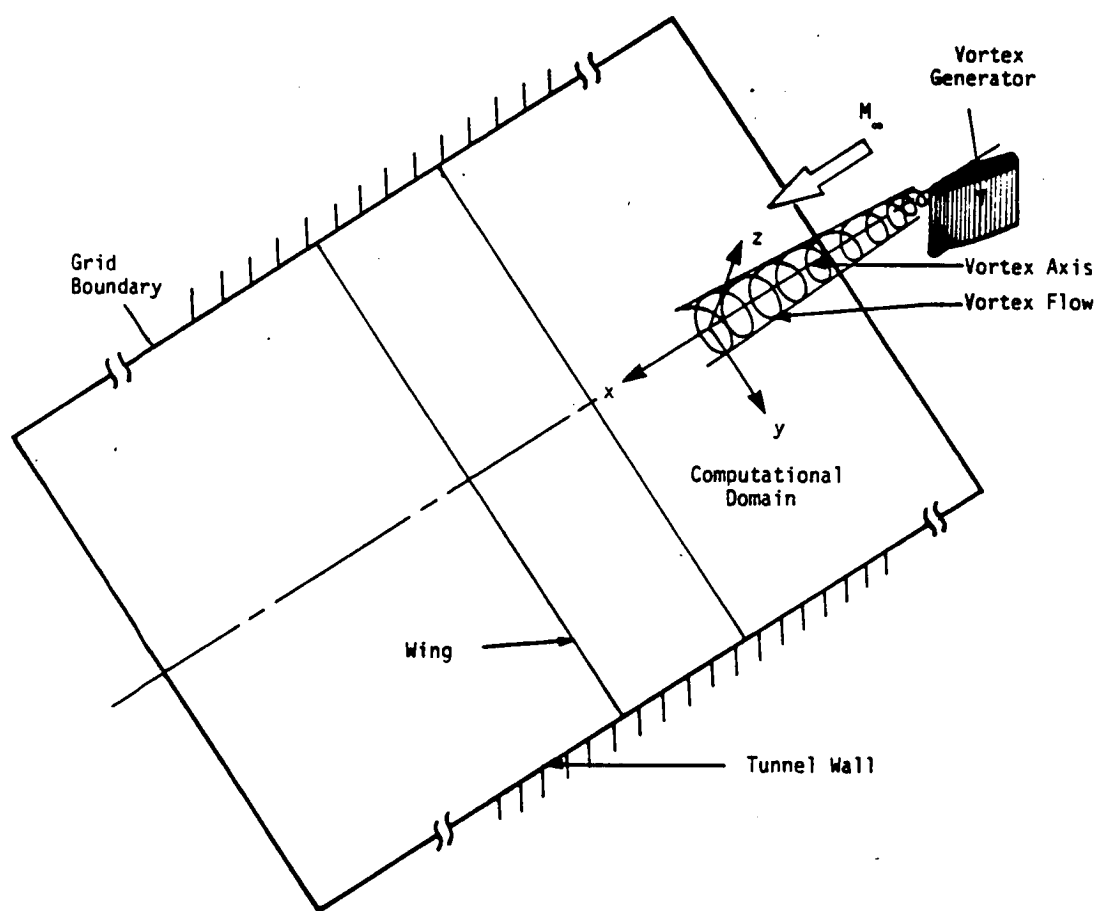 Vortex
Generator
M∞
z
Grid
Boundary
Vortex Axis
Vortex Flow
x
y
Computational
Domain
Wing
Tunnel Wall